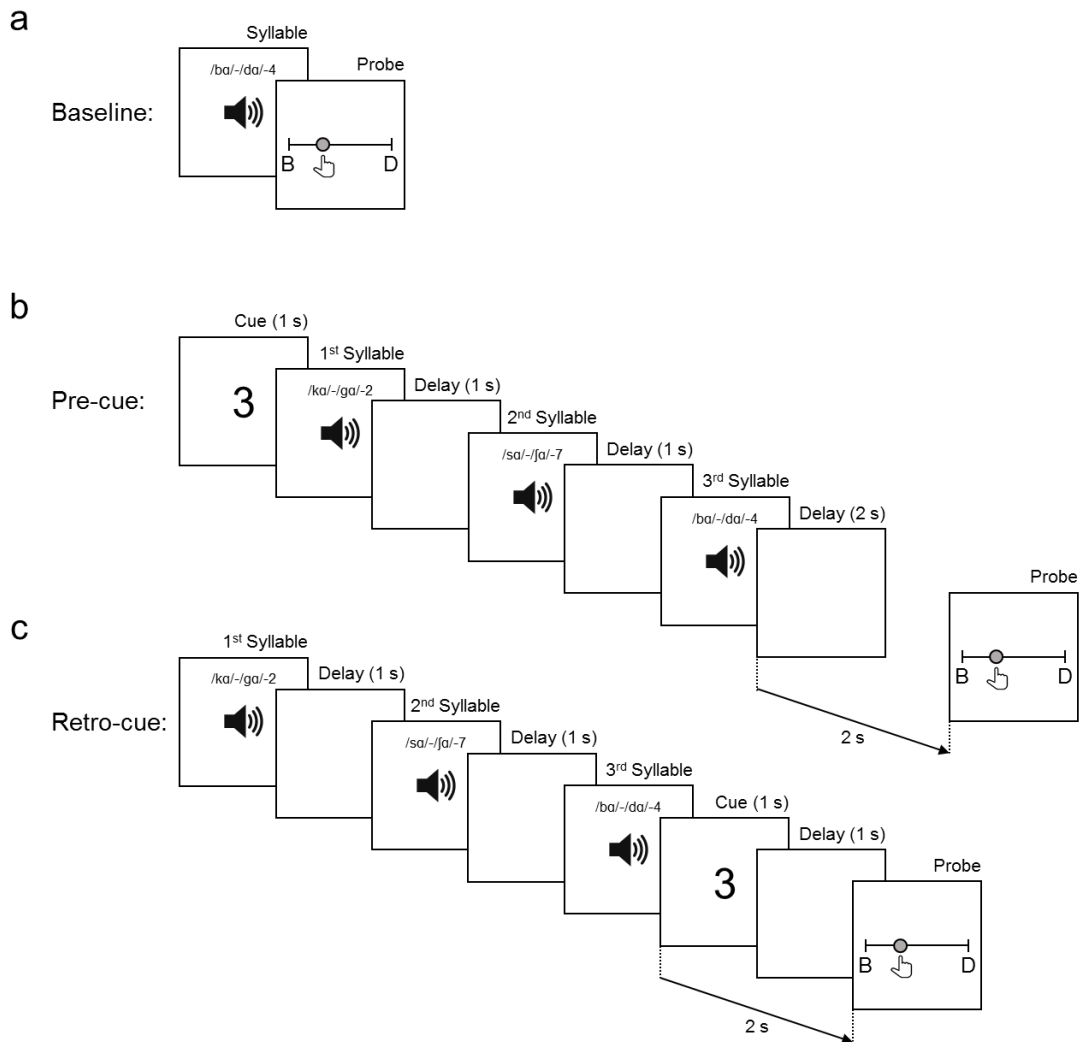 a
Syllable
/bɑ/-/dɑ/-4
Probe
Baseline:
B D
b
Cue (1 s)
1st Syllable
Pre-cue:
3
/kɑ/-/gɑ/-2
Delay (1 s)
2nd Syllable
/sɑ/-/ʃɑ/-7
Delay (1 s)
3rd Syllable
/bɑ/-/dɑ/-4
Delay (2 s)
Probe
B D
2 s
c
1st Syllable
/kɑ/-/gɑ/-2
Delay (1 s)
Retro-cue:
2nd Syllable
/sɑ/-/ʃɑ/-7
Delay (1 s)
3rd Syllable
/bɑ/-/dɑ/-4
Cue (1 s)
3
Delay (1 s)
Probe
B D
2 s